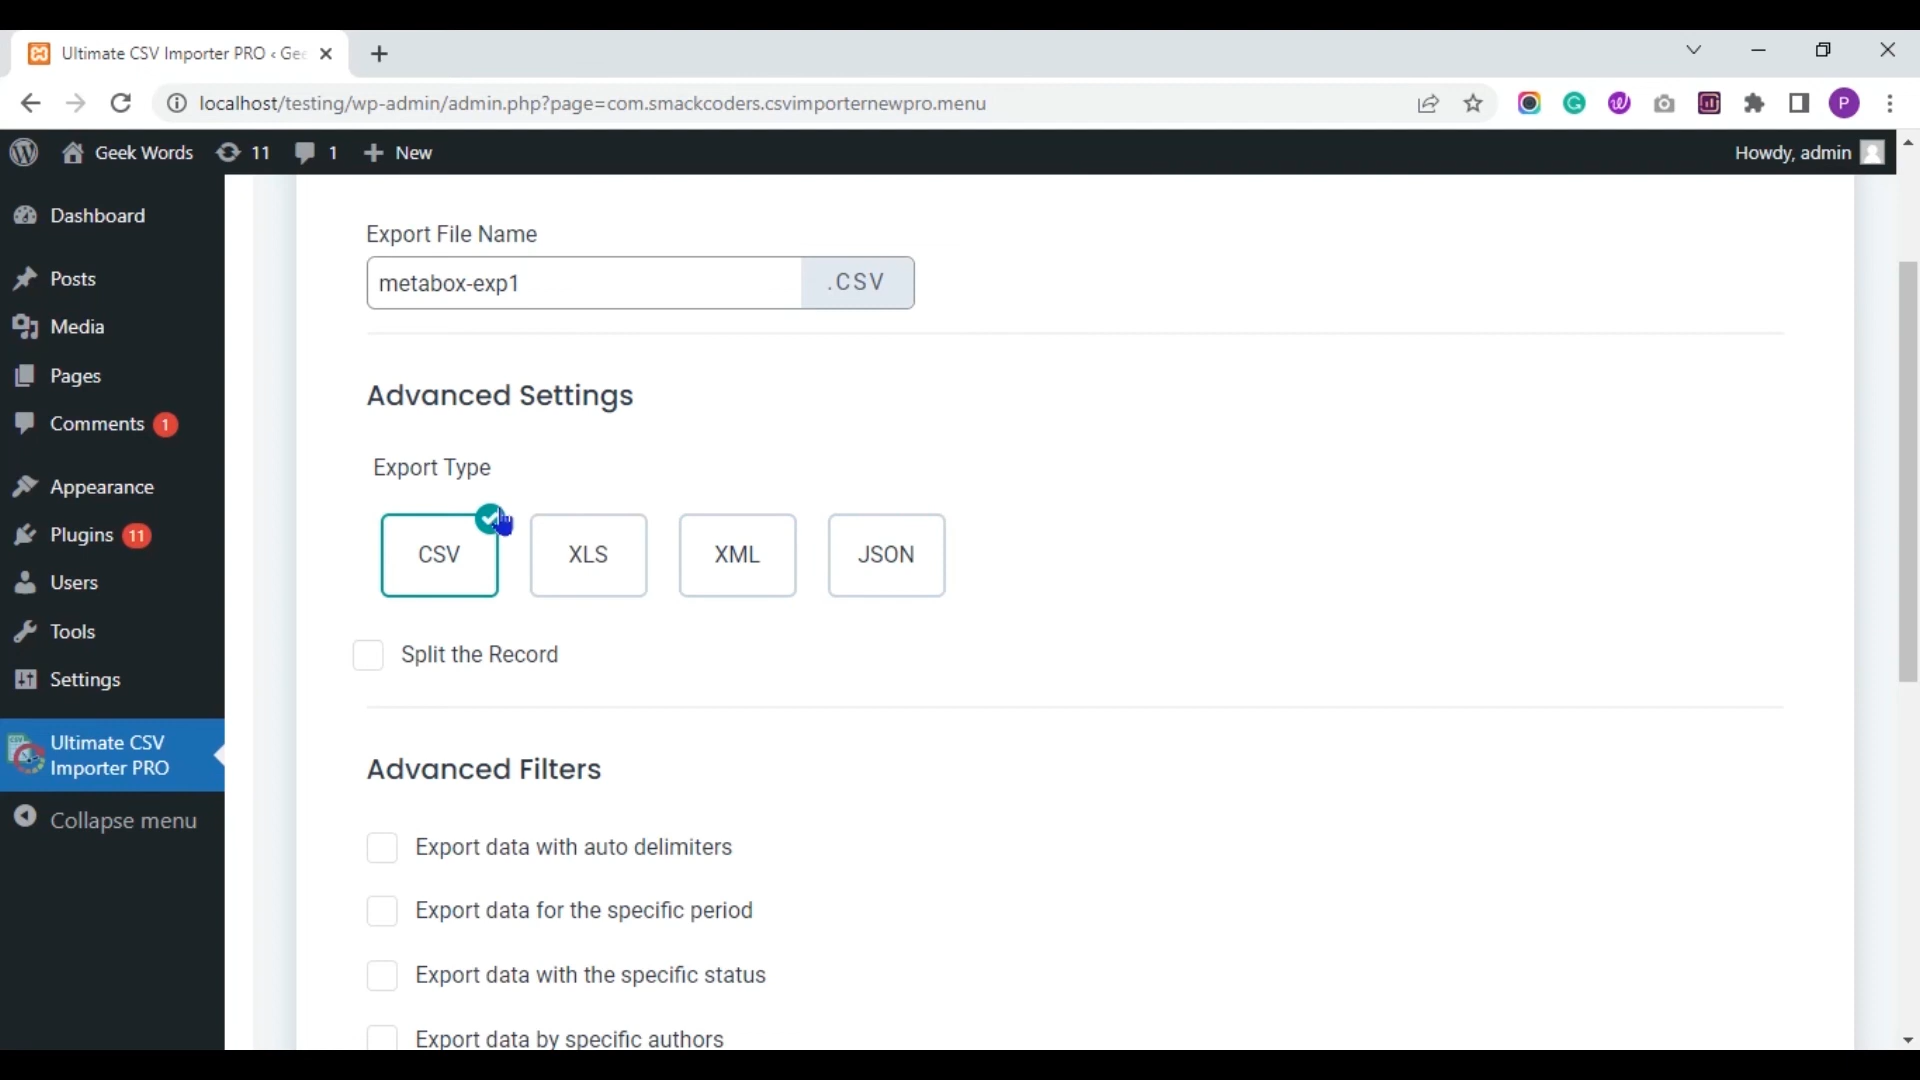 Ultimate CSV Importer PRO ‹ Gee
localhost/testing/wp-admin/admin.php?page=com.smackcoders.csvimporternewpro.menu
P
Geek Words 11 1 New
Howdy, admin
Dashboard
Posts
Media
Pages
Comments 1
Appearance
Plugins 11
Users
Tools
Settings
Ultimate CSV
Importer PRO
Collapse menu
Export File Name
metabox-exp1 .CSV
Advanced Settings
Export Type
CSV XLS XML JSON
Split the Record
Advanced Filters
Export data with auto delimiters
Export data for the specific period
Export data with the specific status
Export data by specific authors